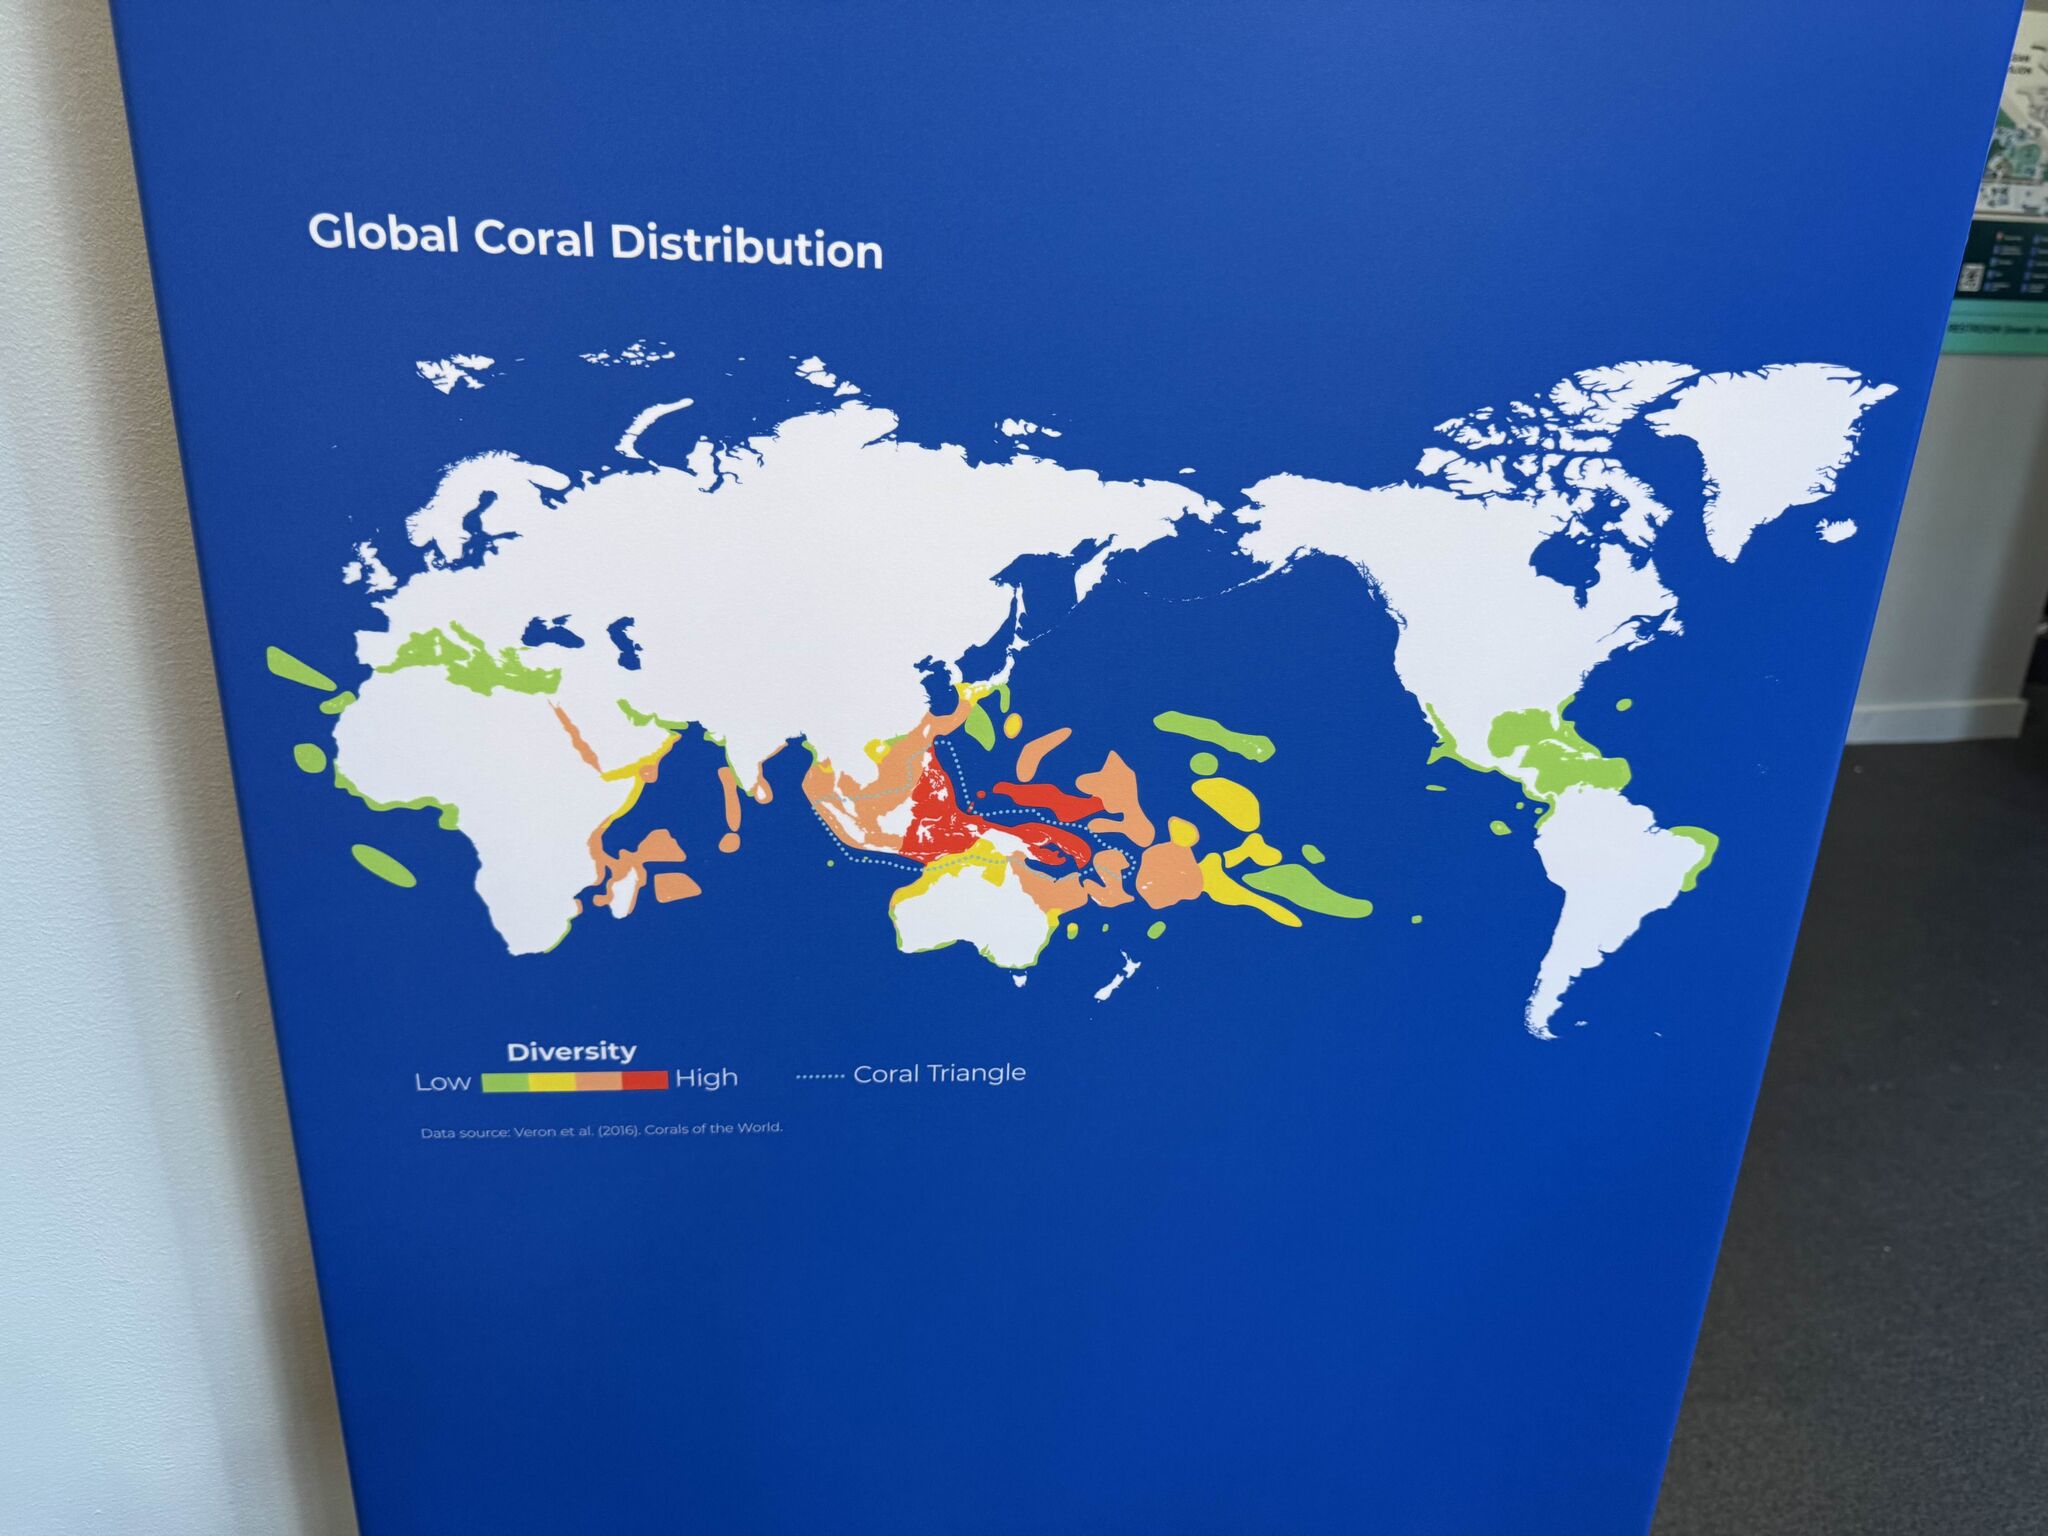 Global Coral Distribution
Diversity
Low High
Coral Triangle
Data source: Veron et al. (2016). Corals of the World.